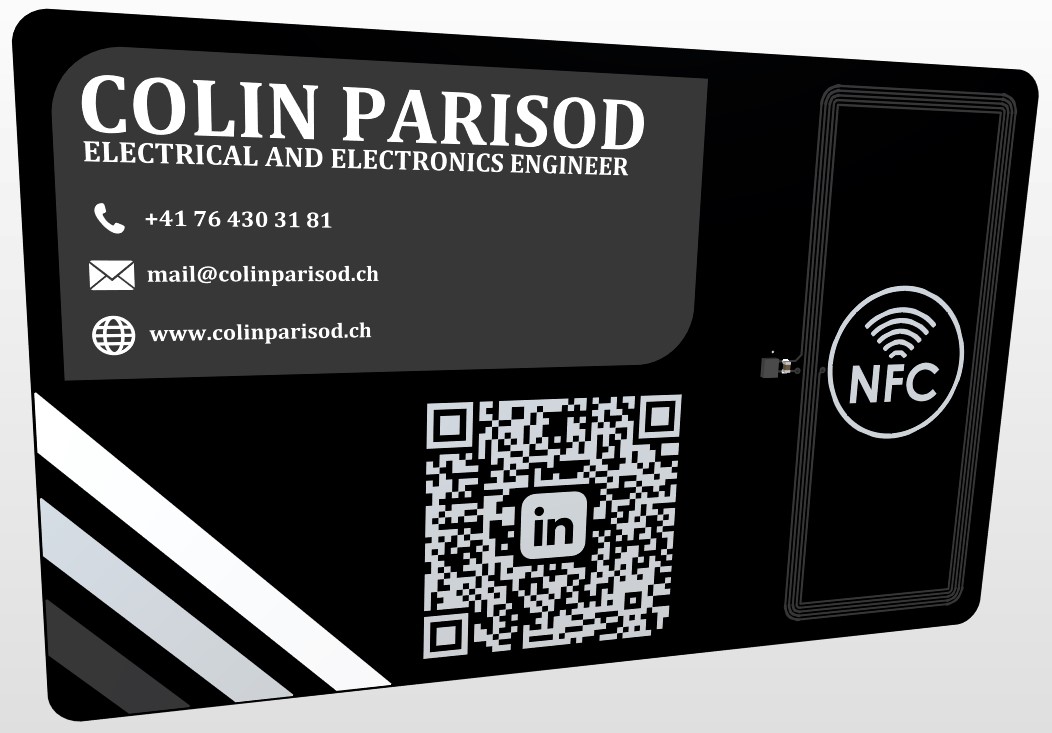 COLIN PARISOD
ELECTRICAL AND ELECTRONICS ENGINEER
+41 76 430 31 81
mail@colinparisod.ch
www.colinparisod.ch
in
NFC